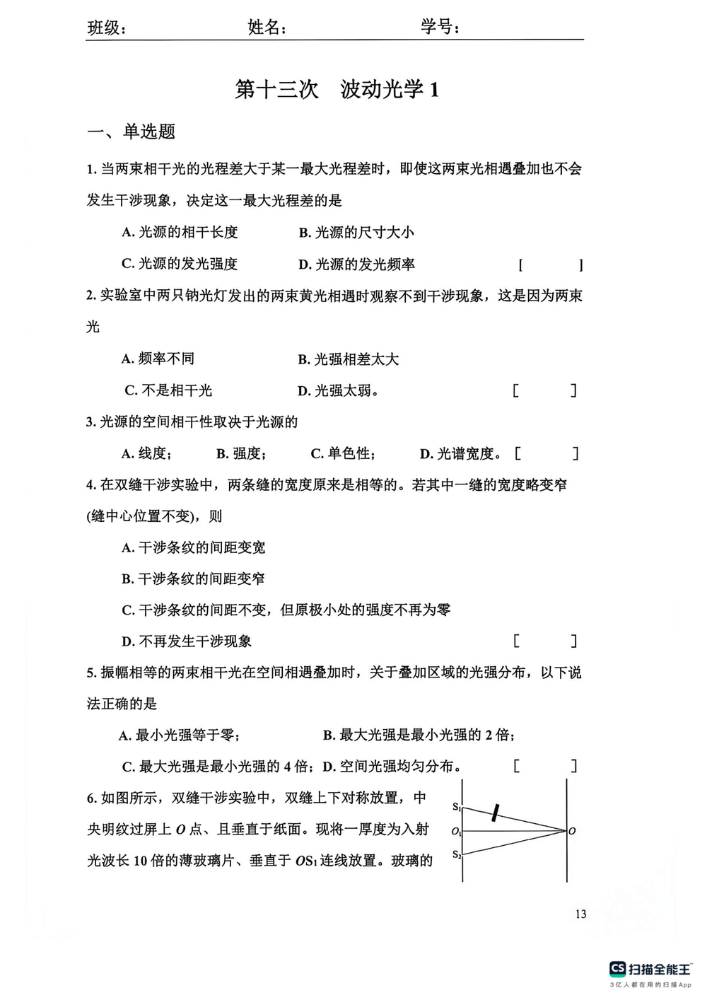 班级： 姓名： 学号：
第十三次 波动光学 1
一、单选题
1. 当两束相干光的光程差大于某一最大光程差时，即使这两束光相遇叠加也不会
发生干涉现象，决定这一最大光程差的是
A. 光源的相干长度 B. 光源的尺寸大小
C. 光源的发光强度 D. 光源的发光频率 [ ]
2. 实验室中两只钠光灯发出的两束黄光相遇时观察不到干涉现象，这是因为两束
光
A. 频率不同 B. 光强相差太大
C. 不是相干光 D. 光强太弱。 [ ]
3. 光源的空间相干性取决于光源的
A. 线度； B. 强度； C. 单色性； D. 光谱宽度。 [ ]
4. 在双缝干涉实验中，两条缝的宽度原来是相等的。若其中一缝的宽度略变窄
(缝中心位置不变)，则
A. 干涉条纹的间距变宽
B. 干涉条纹的间距变窄
C. 干涉条纹的间距不变，但原极小处的强度不再为零
D. 不再发生干涉现象 [ ]
5. 振幅相等的两束相干光在空间相遇叠加时，关于叠加区域的光强分布，以下说
法正确的是
A. 最小光强等于零； B. 最大光强是最小光强的 2 倍；
C. 最大光强是最小光强的 4 倍； D. 空间光强均匀分布。 [ ]
6. 如图所示，双缝干涉实验中，双缝上下对称放置，中
央明纹过屏上 O 点、且垂直于纸面。现将一厚度为入射
光波长 10 倍的薄玻璃片、垂直于 OS₁ 连线放置。玻璃的
S₁
O₁
O
S₂
13
CS 扫描全能王™
3亿人都在用的扫描App